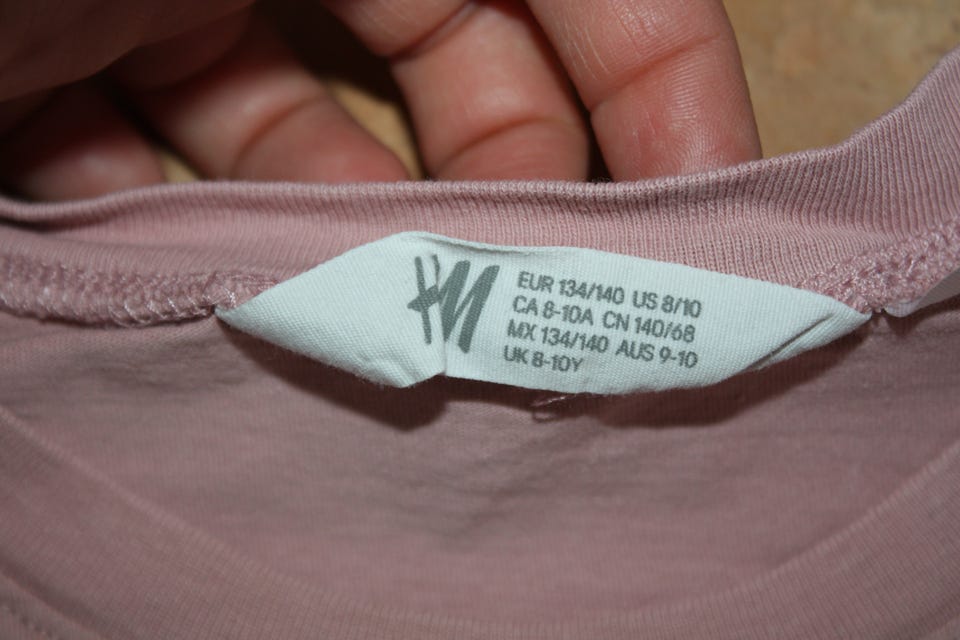 H&M
EUR 134/140 US 8/10
CA 8-10A CN 140/68
MX 134/140 AUS 9-10
UK 8-10Y